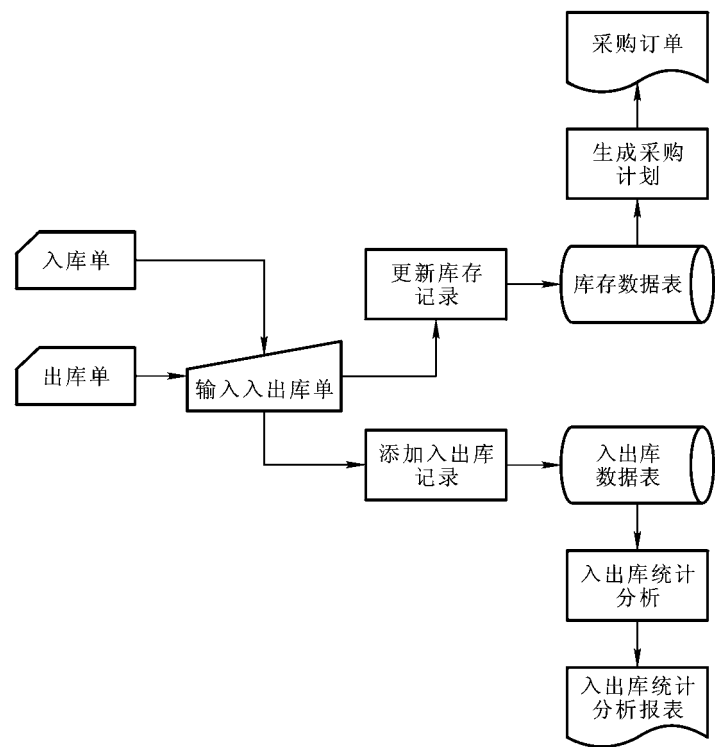 采购订单
生成采购
计划
入库单
更新库存
记录
库存数据表
出库单
输入入出库单
添加入出库
记录
入出库
数据表
入出库统计
分析
入出库统计
分析报表